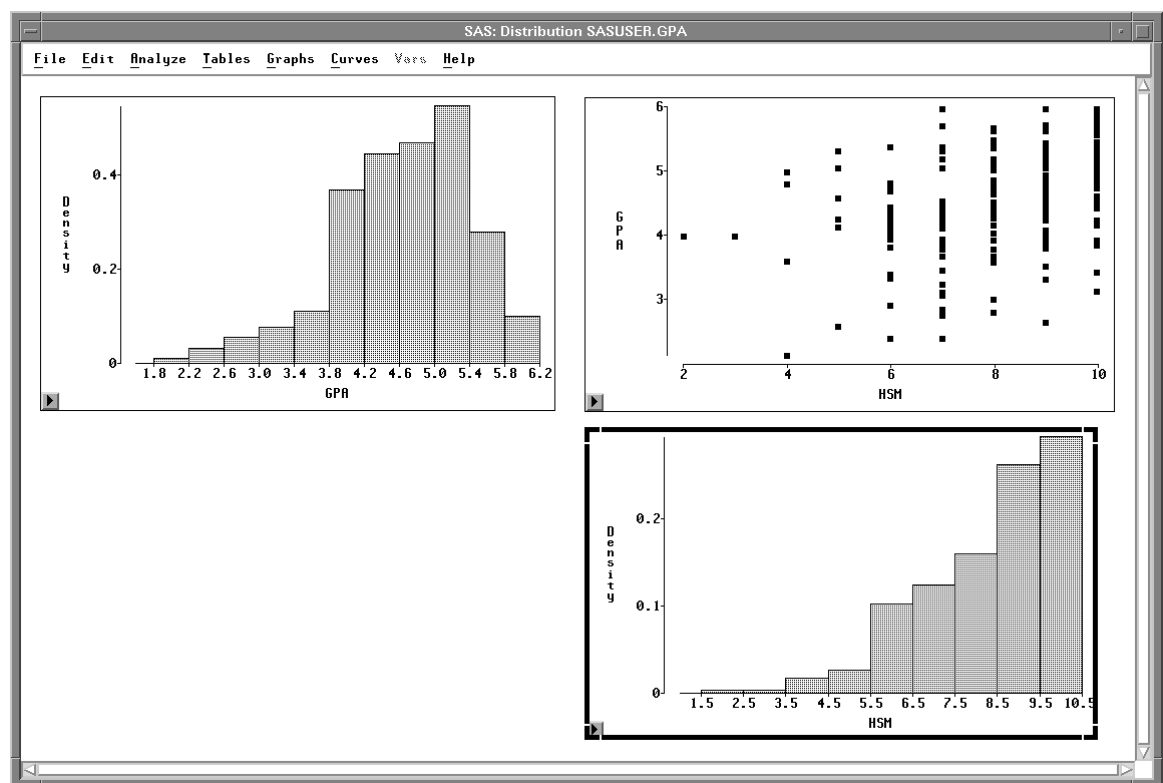 SAS: Distribution SASUSER.GPA
File Edit Analyze Tables Graphs Curves Vars Help
Density
0.4
0.2
0
1.8 2.2 2.6 3.0 3.4 3.8 4.2 4.6 5.0 5.4 5.8 6.2
GPA
GPA
6
5
4
3
2 4 6 8 10
HSM
Density
0.2
0.1
0
1.5 2.5 3.5 4.5 5.5 6.5 7.5 8.5 9.5 10.5
HSM